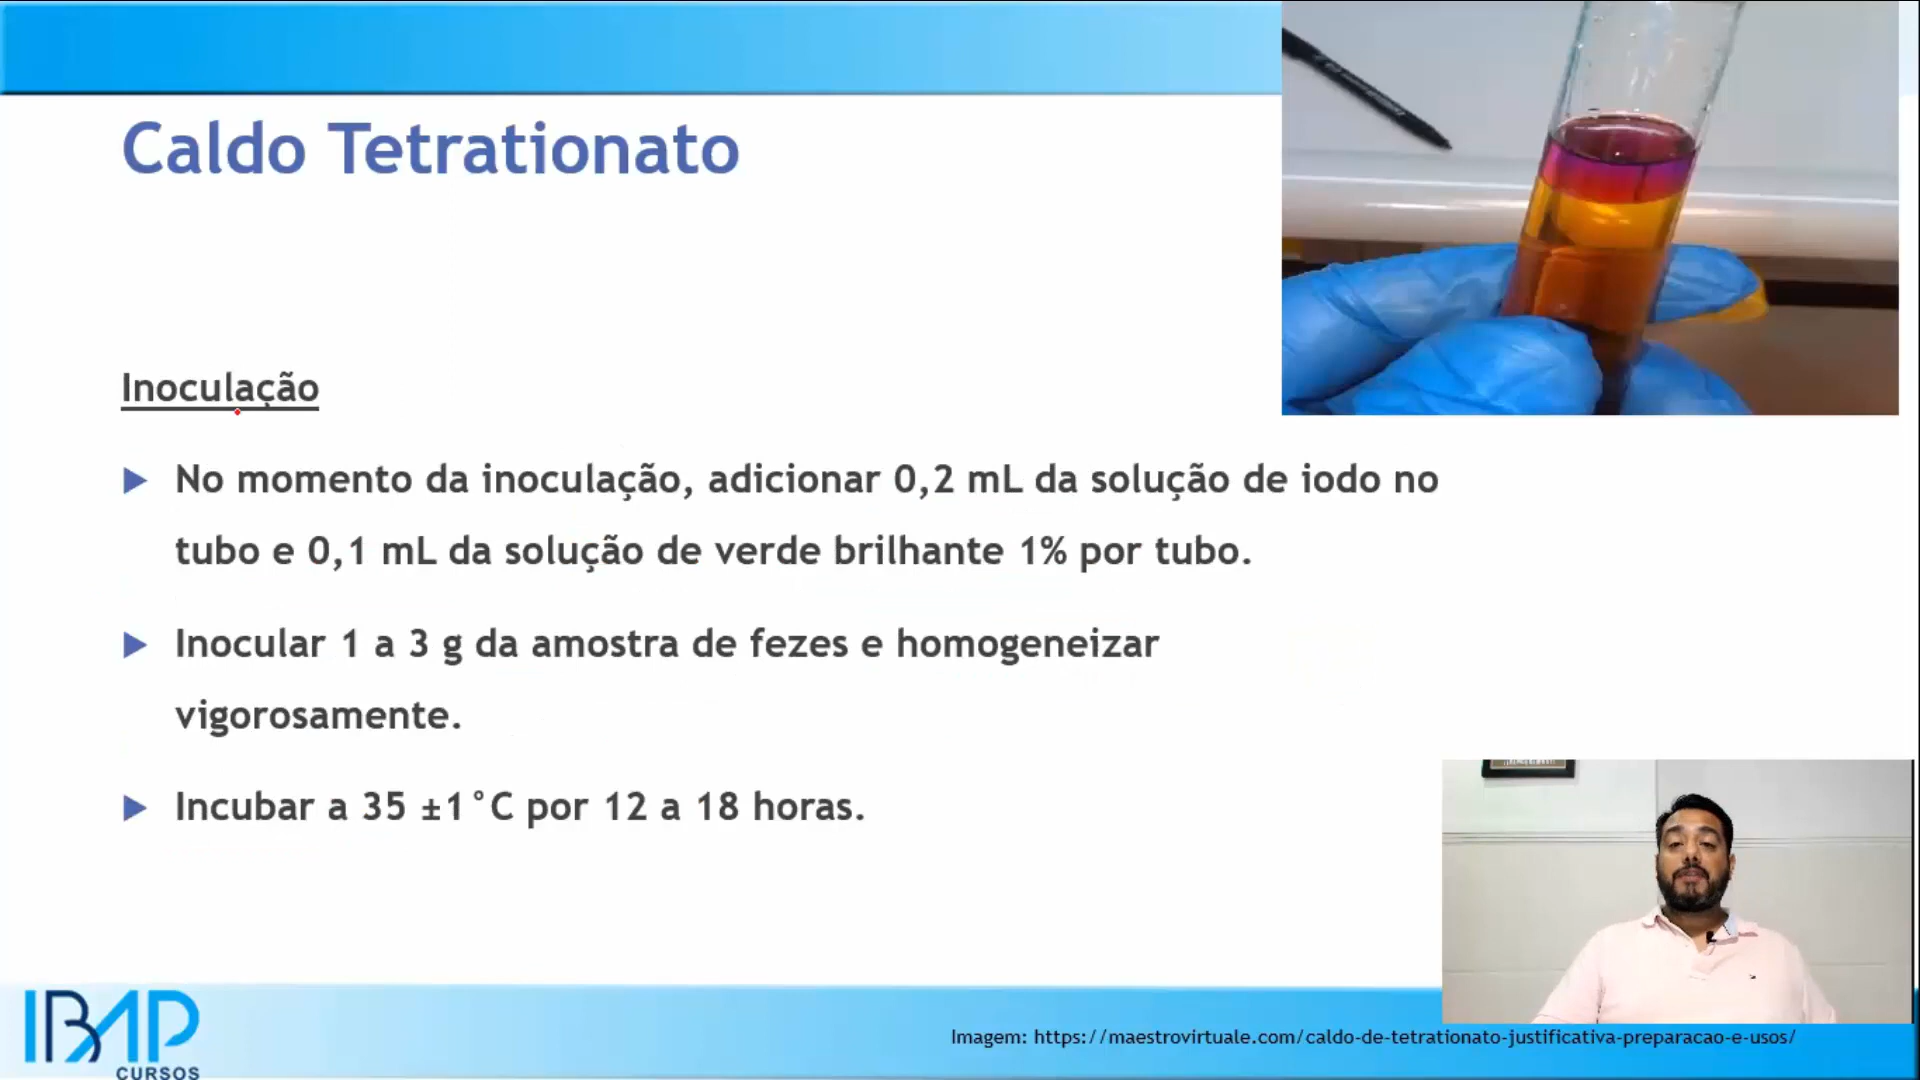 Caldo Tetrationato
Inoculação
No momento da inoculação, adicionar 0,2 mL da solução de iodo no
tubo e 0,1 mL da solução de verde brilhante 1% por tubo.
Inocular 1 a 3 g da amostra de fezes e homogeneizar
vigorosamente.
Incubar a 35 ±1°C por 12 a 18 horas.
IBAP
CURSOS
Imagem: https://maestrovirtuale.com/caldo-de-tetrationato-justificativa-preparacao-e-usos/